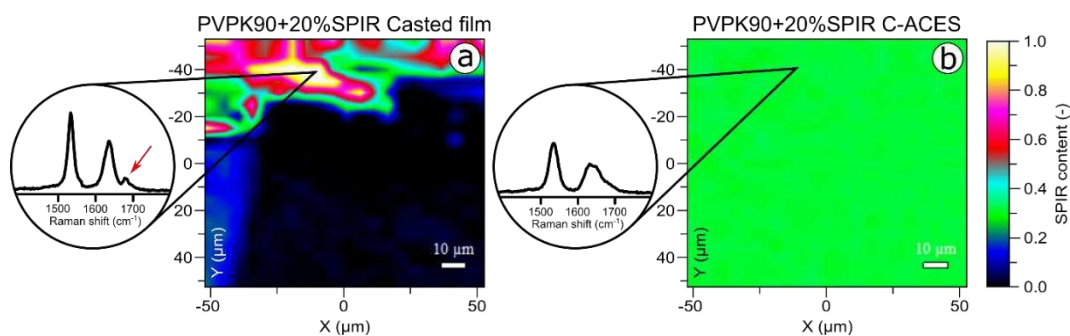 PVPK90+20%SPIR Casted film
PVPK90+20%SPIR C-ACES
a
b
-40
-20
0
20
40
Y (µm)
10 µm
-50
0
50
X (µm)
1500 1600 1700
Raman shift (cm⁻¹)
-40
-20
0
20
40
Y (µm)
10 µm
-50
0
50
X (µm)
1500 1600 1700
Raman shift (cm⁻¹)
1.0
0.8
0.6
0.4
0.2
0.0
SPIR content (-)